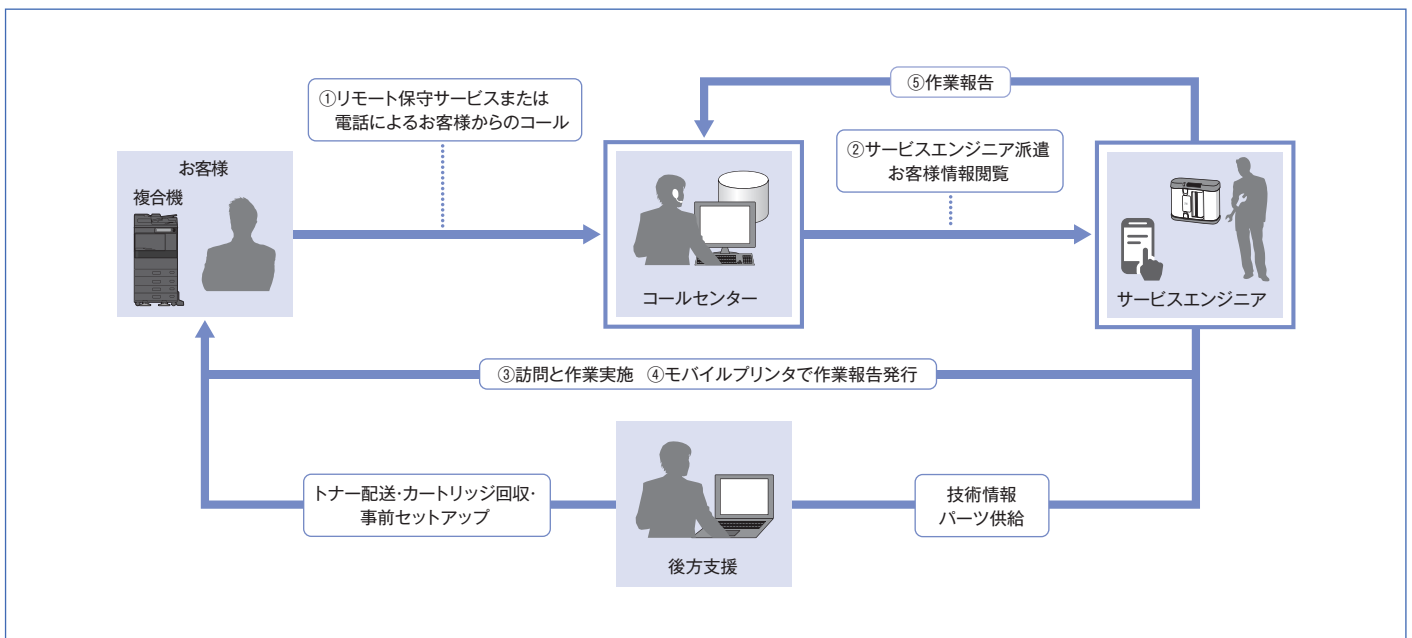 ⑤作業報告
①リモート保守サービスまたは
電話によるお客様からのコール
②サービスエンジニア派遣
お客様情報閲覧
お客様
複合機
コールセンター
サービスエンジニア
③訪問と作業実施 ④モバイルプリンタで作業報告発行
トナー配送・カートリッジ回収・
事前セットアップ
技術情報
パーツ供給
後方支援